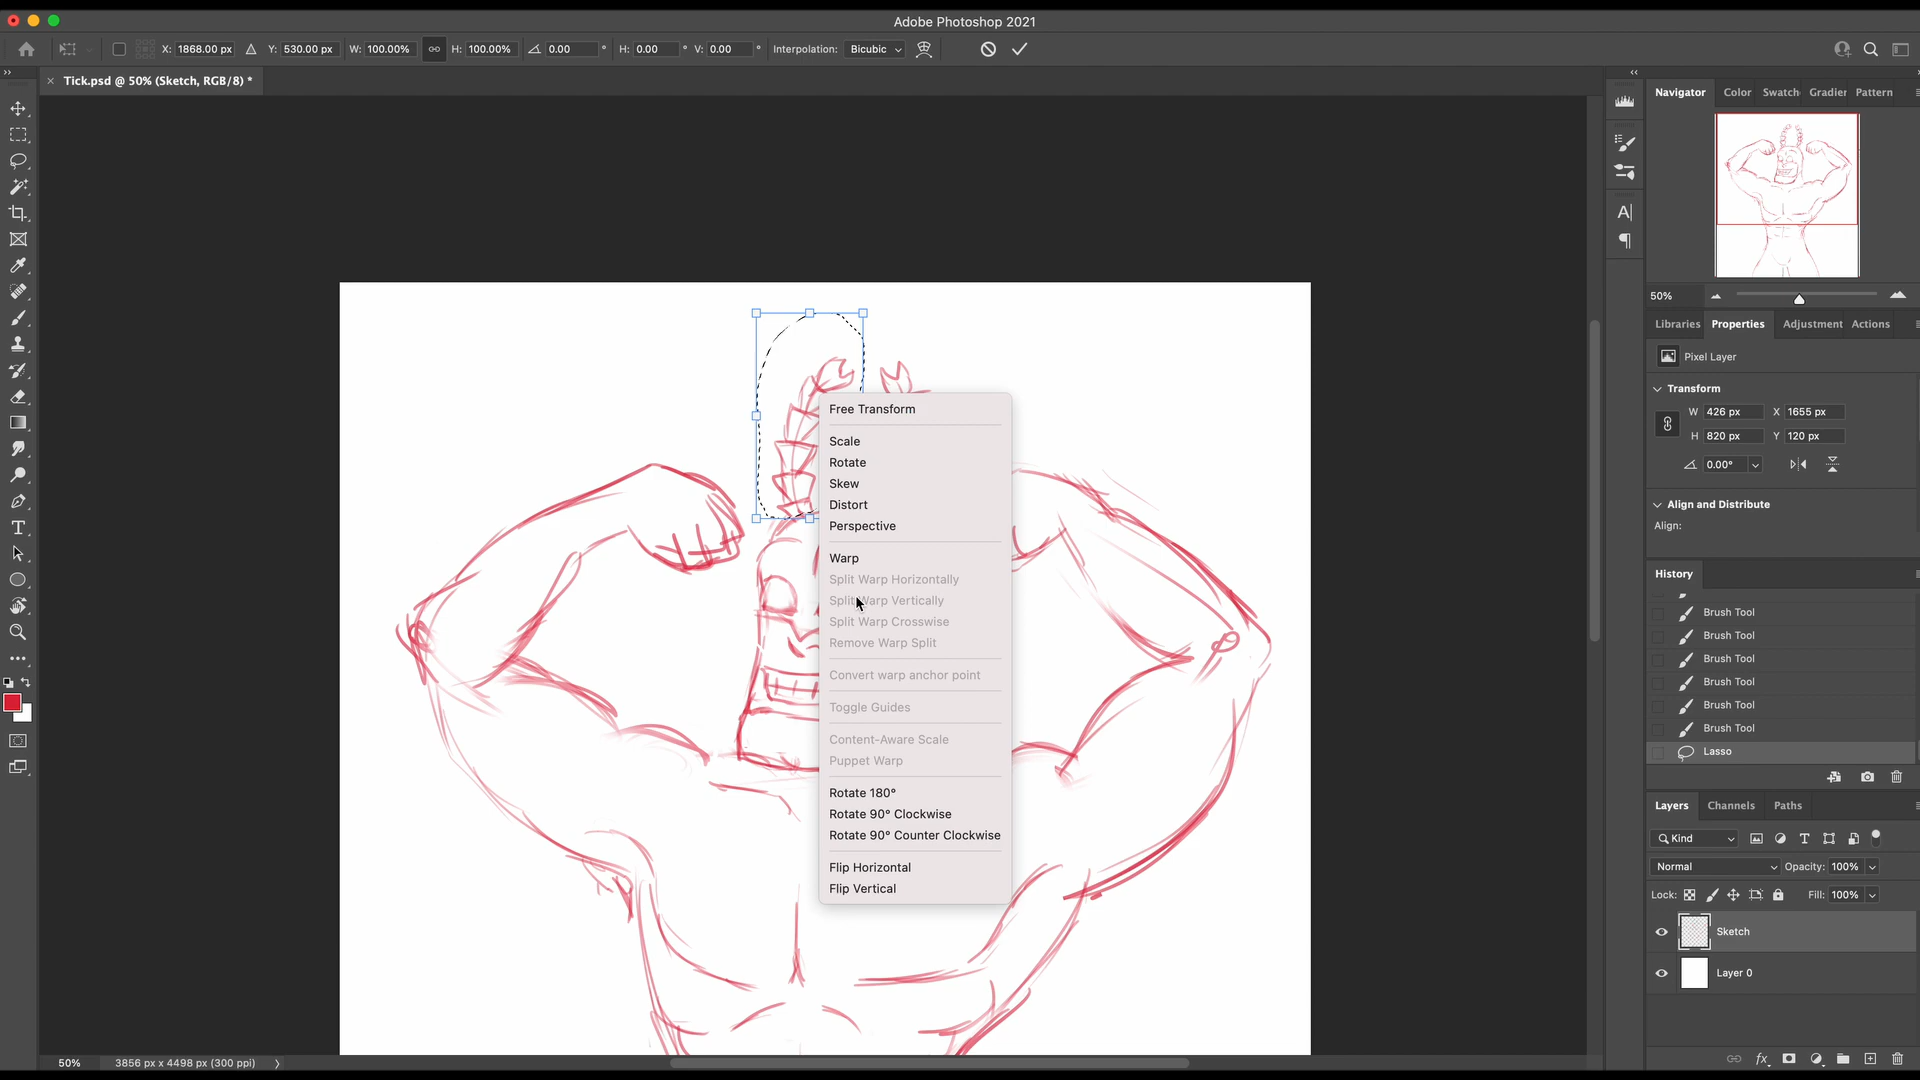 Adobe Photoshop 2021
X: 1868.00 px Y: 530.00 px W: 100.00% H: 100.00% 0.00 ° H: 0.00 ° V: 0.00 ° Interpolation: Bicubic
Tick.psd @ 50% (Sketch, RGB/8) *
Navigator Color Swatch Gradier Pattern
50%
Libraries Properties Adjustment Actions
Pixel Layer
Transform
W 426 px X 1655 px
H 820 px Y 120 px
0.00°
Align and Distribute
Align:
History
Brush Tool
Brush Tool
Brush Tool
Brush Tool
Brush Tool
Brush Tool
Lasso
Layers Channels Paths
Kind
Normal Opacity: 100%
Lock: Fill: 100%
Sketch
Layer 0
Free Transform
Scale
Rotate
Skew
Distort
Perspective
Warp
Split Warp Horizontally
Split Warp Vertically
Split Warp Crosswise
Remove Warp Split
Convert warp anchor point
Toggle Guides
Content-Aware Scale
Puppet Warp
Rotate 180°
Rotate 90° Clockwise
Rotate 90° Counter Clockwise
Flip Horizontal
Flip Vertical
50% 3856 px x 4498 px (300 ppi)